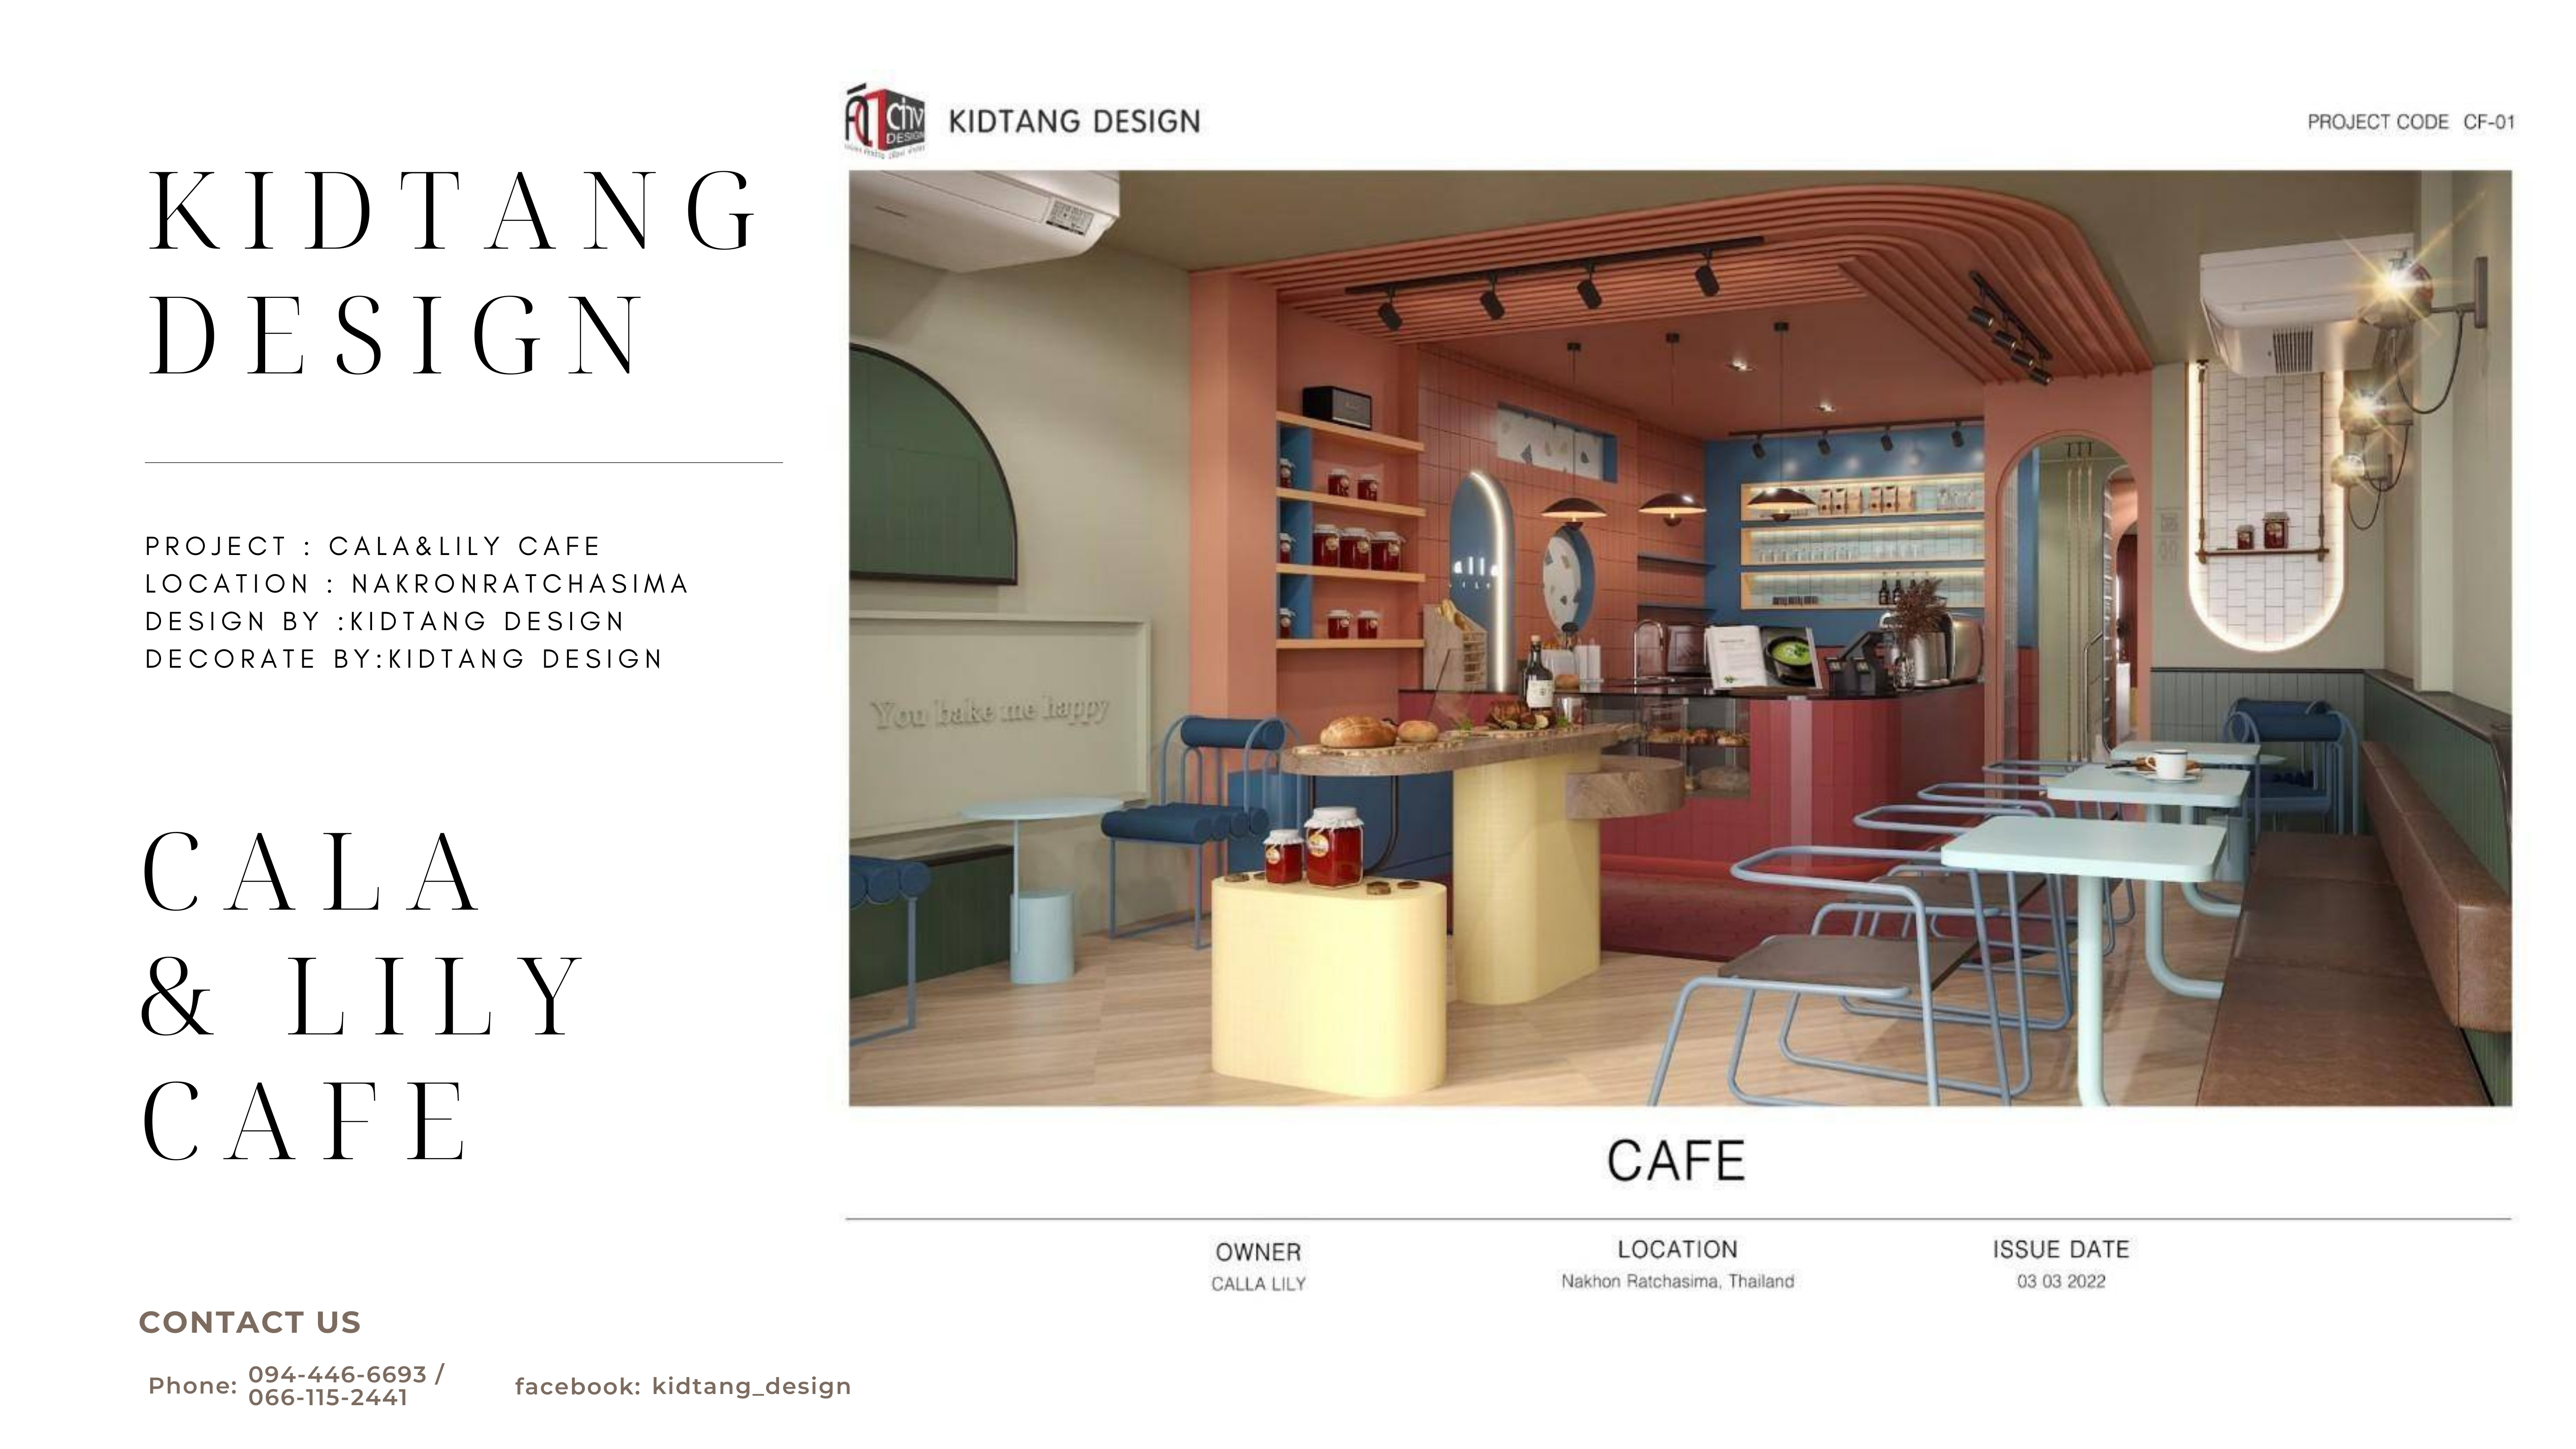 KIDTANG
DESIGN
PROJECT : CALA&LILY CAFE
LOCATION : NAKRONRATCHASIMA
DESIGN BY :KIDTANG DESIGN
DECORATE BY:KIDTANG DESIGN
CALA
& LILY
CAFE
CONTACT US
Phone: 094-446-6693 /
066-115-2441
facebook: kidtang_design
DESIGN
KIDTANG DESIGN
PROJECT CODE CF-01
You bake me happy
CAFE
OWNER
CALLA LILY
LOCATION
Nakhon Ratchasima, Thailand
ISSUE DATE
03 03 2022